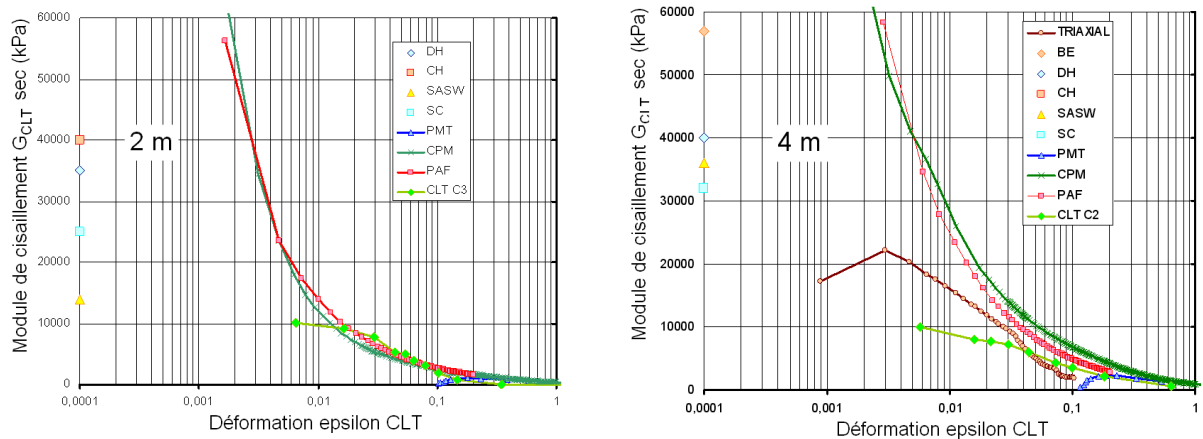 Module de cisaillement GCLT sec (kPa)
60000
50000
40000
30000
20000
10000
0
2 m
DH
CH
SASW
SC
PMT
CPM
PAF
CLT C3
0,0001
0,001
0,01
0,1
1
Déformation epsilon CLT
Module de cisaillement GCLT sec (kPa)
60000
50000
40000
30000
20000
10000
0
4 m
TRIAXIAL
BE
DH
CH
SASW
SC
PMT
CPM
PAF
CLT C2
0,0001
0,001
0,01
0,1
1
Déformation epsilon CLT